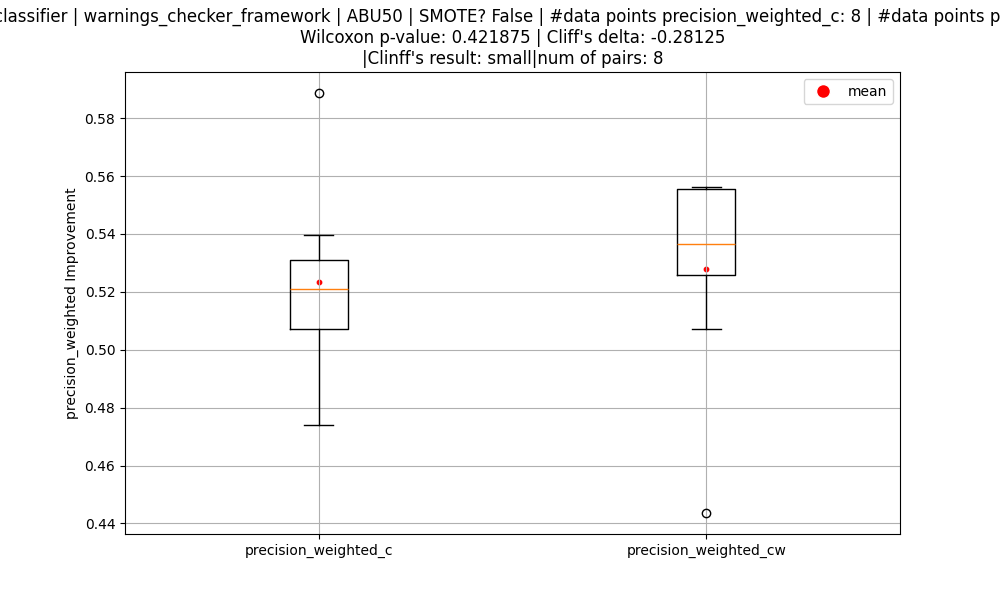 classifier | warnings_checker_framework | ABU50 | SMOTE? False | #data points precision_weighted_c: 8 | #data points p
Wilcoxon p-value: 0.421875 | Cliff's delta: -0.28125
|Clinff's result: small|num of pairs: 8
mean
0.58
0.56
0.54
0.52
0.50
0.48
0.46
0.44
precision_weighted Improvement
precision_weighted_c
precision_weighted_cw